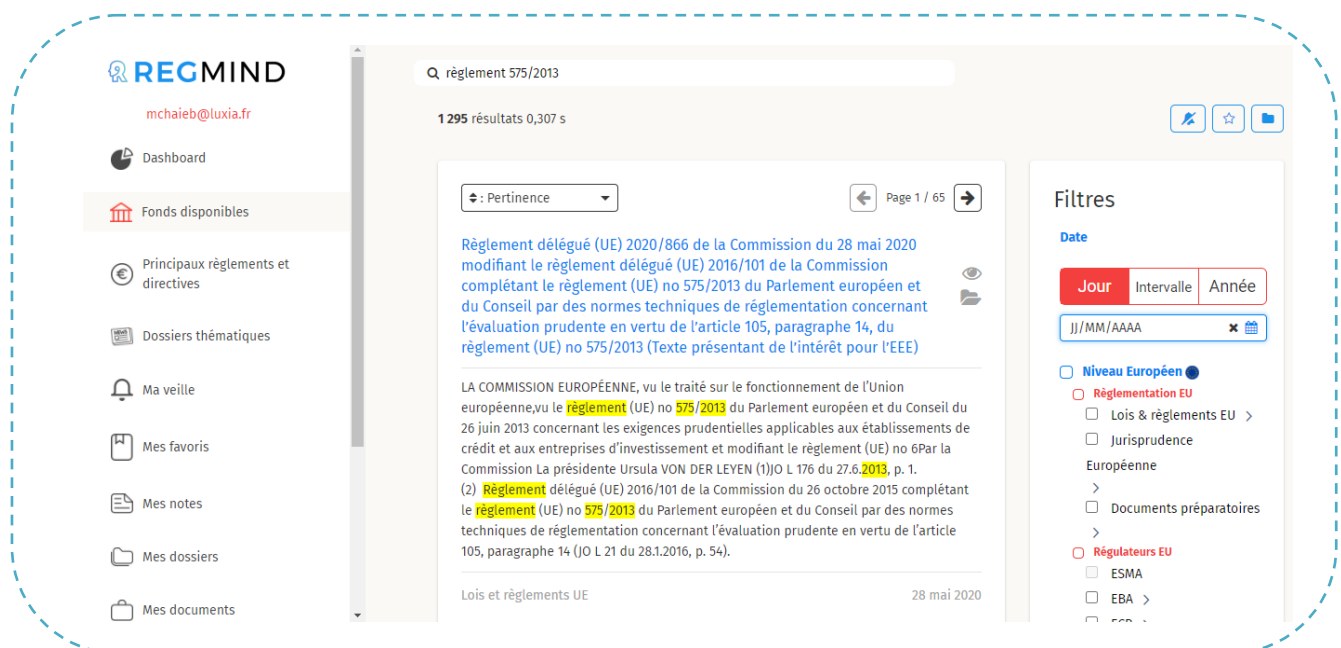 REGMIND
mchaieb@luxia.fr
Dashboard
Fonds disponibles
Principaux règlements et
directives
Dossiers thématiques
Ma veille
Mes favoris
Mes notes
Mes dossiers
Mes documents
règlement 575/2013
1 295 résultats 0,307 s
: Pertinence
Page 1 / 65
Règlement délégué (UE) 2020/866 de la Commission du 28 mai 2020
modifiant le règlement délégué (UE) 2016/101 de la Commission
complétant le règlement (UE) no 575/2013 du Parlement européen et
du Conseil par des normes techniques de réglementation concernant
l'évaluation prudente en vertu de l'article 105, paragraphe 14, du
règlement (UE) no 575/2013 (Texte présentant de l'intérêt pour l'EEE)
LA COMMISSION EUROPÉENNE, vu le traité sur le fonctionnement de l'Union
européenne,vu le règlement (UE) no 575/2013 du Parlement européen et du Conseil du
26 juin 2013 concernant les exigences prudentielles applicables aux établissements de
crédit et aux entreprises d'investissement et modifiant le règlement (UE) no 6Par la
Commission La présidente Ursula VON DER LEYEN (1)JO L 176 du 27.6.2013, p. 1.
(2) Règlement délégué (UE) 2016/101 de la Commission du 26 octobre 2015 complétant
le règlement (UE) no 575/2013 du Parlement européen et du Conseil par des normes
techniques de réglementation concernant l'évaluation prudente en vertu de l'article
105, paragraphe 14 (JO L 21 du 28.1.2016, p. 54).
Lois et règlements UE
28 mai 2020
Filtres
Date
Jour
Intervalle
Année
JJ/MM/AAAA
Niveau Européen
Règlementation EU
Lois & règlements EU
Jurisprudence
Européenne
Documents préparatoires
Régulateurs EU
ESMA
EBA